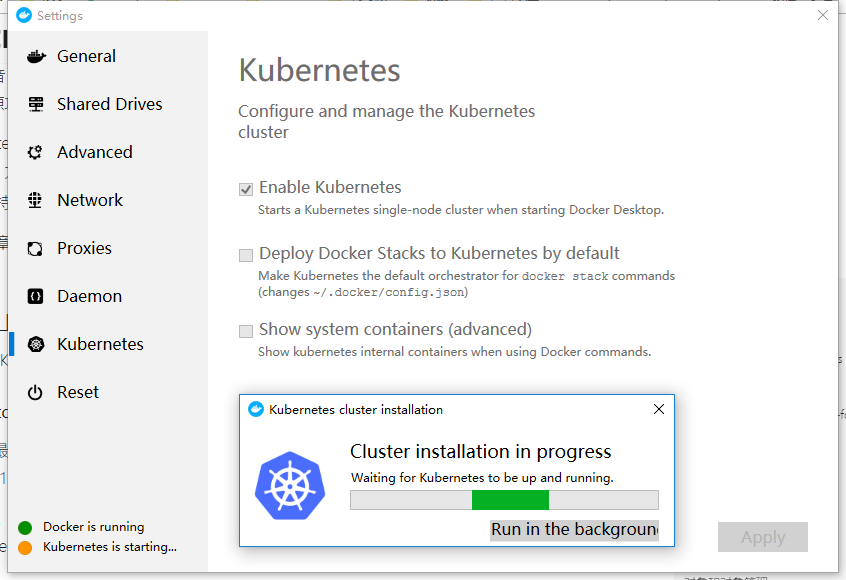 Settings
General
Shared Drives
Advanced
Network
Proxies
Daemon
Kubernetes
Reset
Docker is running
Kubernetes is starting...
Kubernetes
Configure and manage the Kubernetes
cluster
Enable Kubernetes
Starts a Kubernetes single-node cluster when starting Docker Desktop.
Deploy Docker Stacks to Kubernetes by default
Make Kubernetes the default orchestrator for docker stack commands
(changes ~/.docker/config.json)
Show system containers (advanced)
Show kubernetes internal containers when using Docker commands.
Kubernetes cluster installation
Cluster installation in progress
Waiting for Kubernetes to be up and running.
Run in the background
Apply